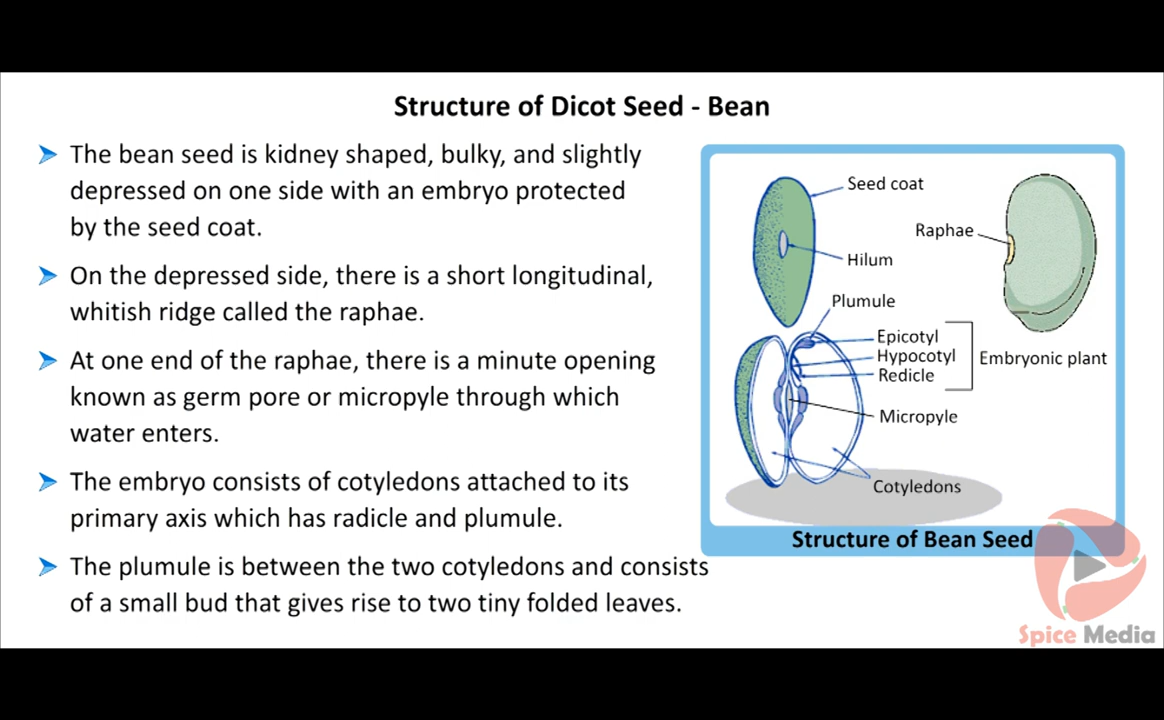 Structure of Dicot Seed - Bean
The bean seed is kidney shaped, bulky, and slightly
depressed on one side with an embryo protected
by the seed coat.
On the depressed side, there is a short longitudinal,
whitish ridge called the raphae.
At one end of the raphae, there is a minute opening
known as germ pore or micropyle through which
water enters.
The embryo consists of cotyledons attached to its
primary axis which has radicle and plumule.
The plumule is between the two cotyledons and consists
of a small bud that gives rise to two tiny folded leaves.
Seed coat
Raphae
Hilum
Plumule
Epicotyl
Hypocotyl
Redicle
Embryonic plant
Micropyle
Cotyledons
Structure of Bean Seed
Spice Media